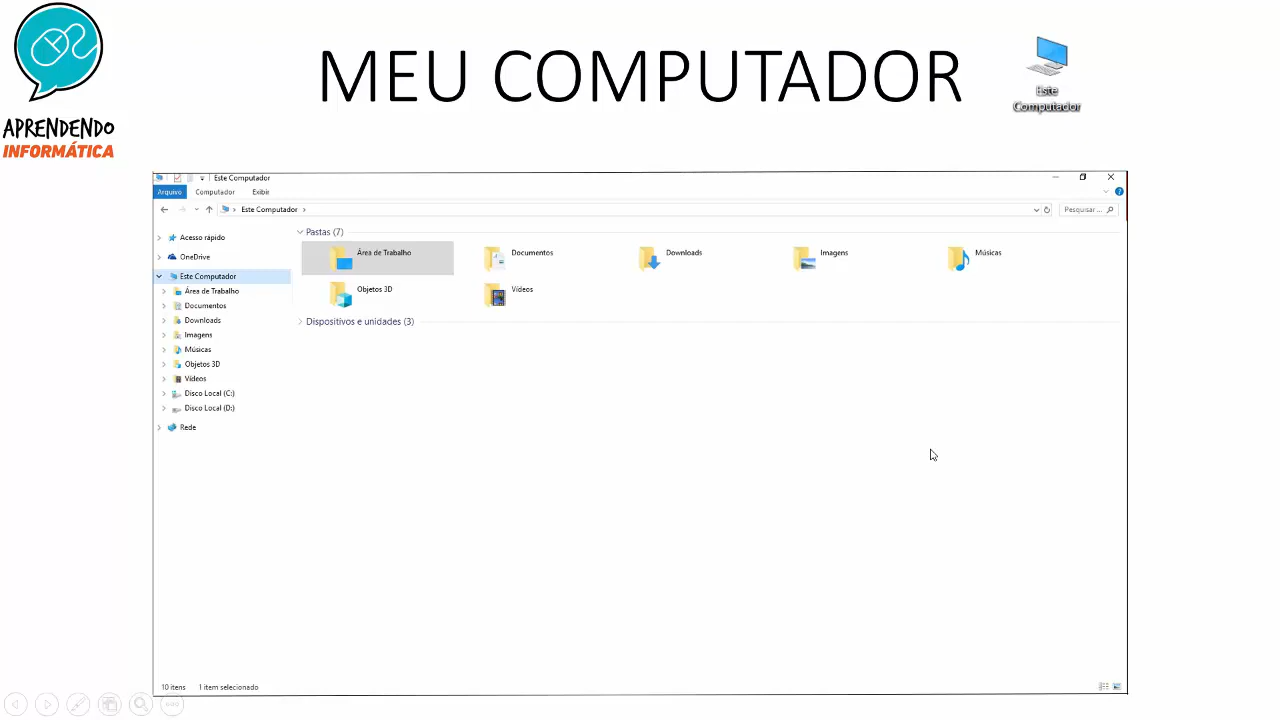 MEU COMPUTADOR
Este
Computador
APRENDENDO
INFORMÁTICA
Este Computador
Arquivo Computador Exibir
Este Computador
Pesquisar ...
Acesso rápido
OneDrive
Este Computador
Área de Trabalho
Documentos
Downloads
Imagens
Músicas
Objetos 3D
Vídeos
Disco Local (C:)
Disco Local (D:)
Rede
Pastas (7)
Área de Trabalho Documentos Downloads Imagens Músicas
Objetos 3D Vídeos
Dispositivos e unidades (3)
10 itens 1 item selecionado